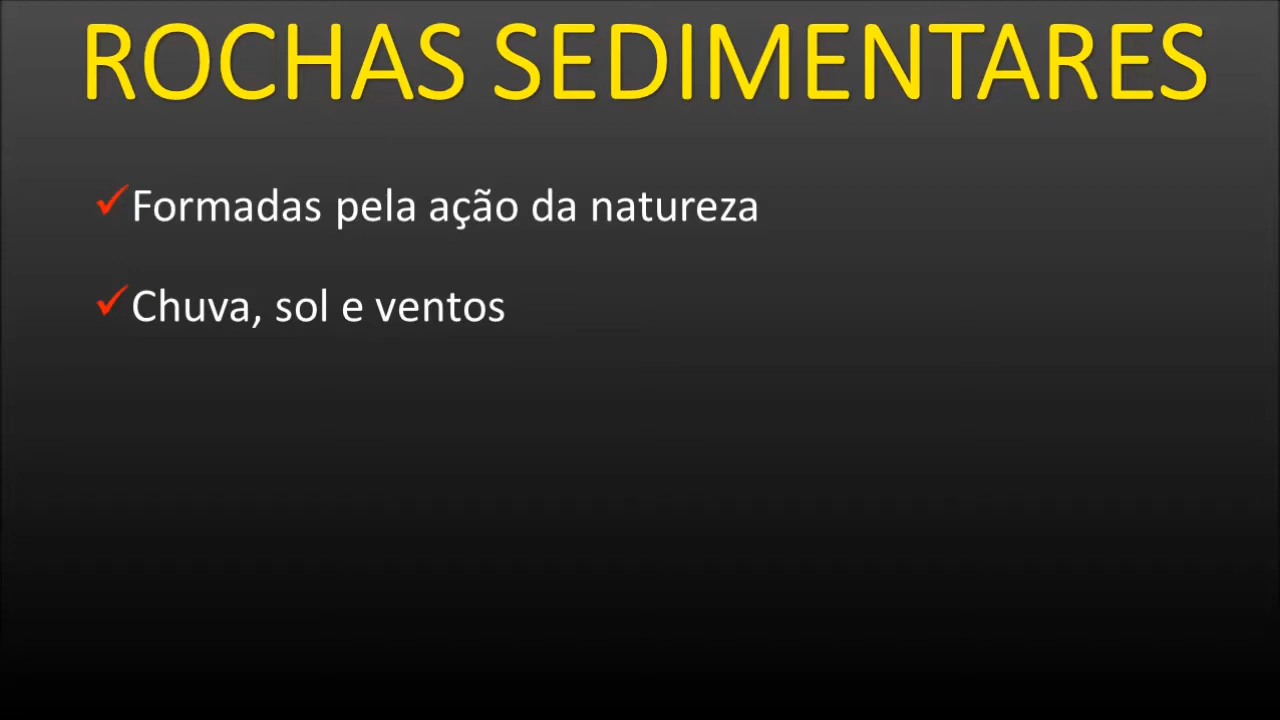 ROCHAS SEDIMENTARES
✓Formadas pela ação da natureza
✓Chuva, sol e ventos